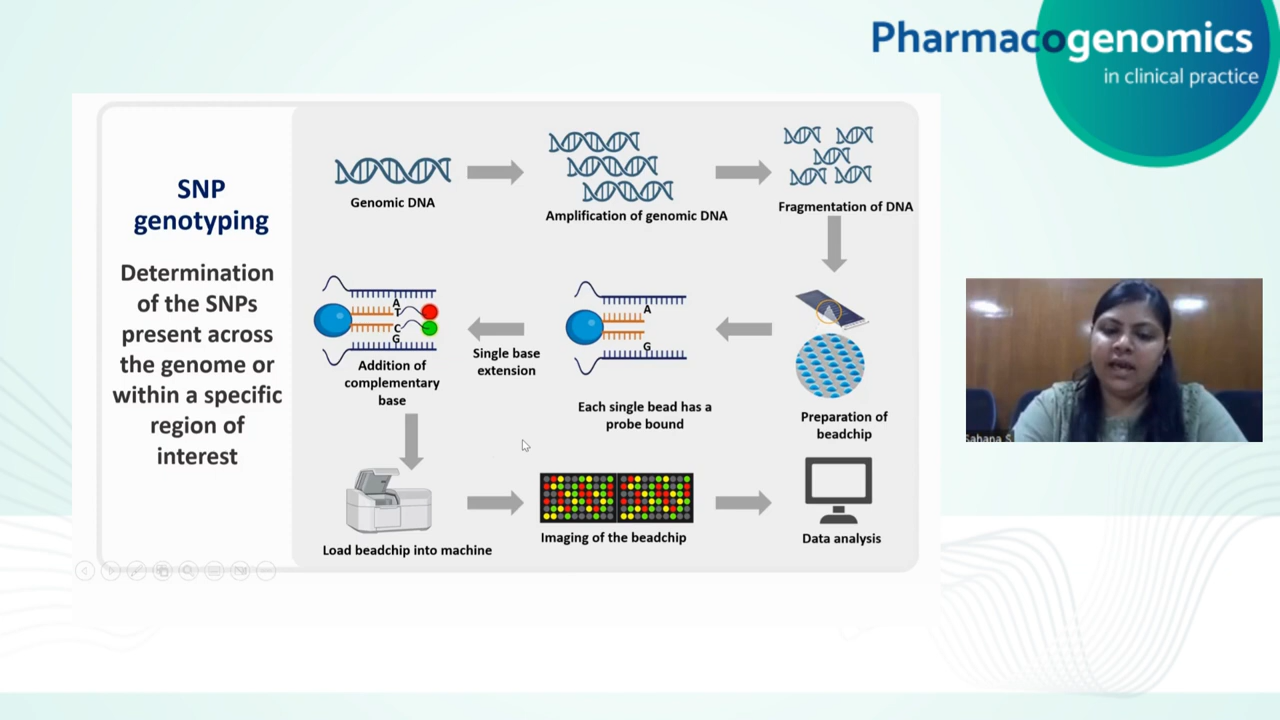 Pharmacogenomics
in clinical practice
SNP
genotyping
Determination
of the SNPs
present across
the genome or
within a specific
region of
interest
Genomic DNA
Amplification of genomic DNA
Fragmentation of DNA
Preparation of
beadchip
A
G
Each single bead has a
probe bound
Single base
extension
A
T
C
G
Addition of
complementary
base
Load beadchip into machine
Imaging of the beadchip
Data analysis
Sahana S